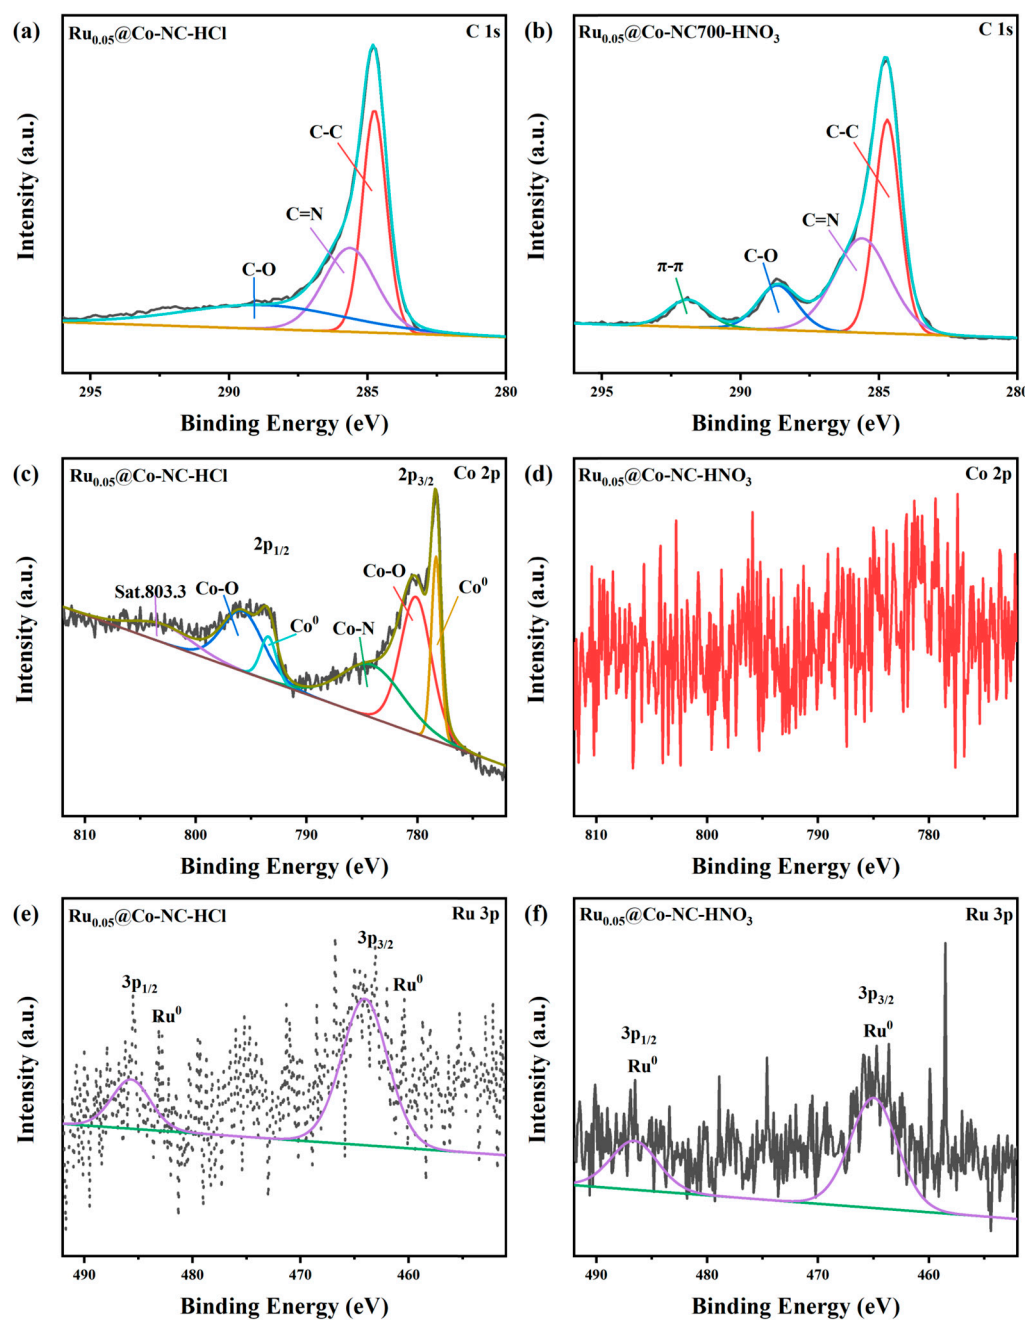 (a)
Ru0.05@Co-NC-HCl
C 1s
C-C
C=N
C-O
Intensity (a.u.)
295 290 285 280
Binding Energy (eV)
(b)
Ru0.05@Co-NC700-HNO3
C 1s
C-C
C=N
C-O
π-π
Intensity (a.u.)
295 290 285 280
Binding Energy (eV)
(c)
Ru0.05@Co-NC-HCl
Co 2p
2p3/2
2p1/2
Co-O
Sat.803.3
Co-O
Co0
Co0
Co-N
Intensity (a.u.)
810 800 790 780
Binding Energy (eV)
(d)
Ru0.05@Co-NC-HNO3
Co 2p
Intensity (a.u.)
810 800 790 780
Binding Energy (eV)
(e)
Ru0.05@Co-NC-HCl
Ru 3p
3p3/2
3p1/2
Ru0
Ru0
Intensity (a.u.)
490 480 470 460
Binding Energy (eV)
(f)
Ru0.05@Co-NC-HNO3
Ru 3p
3p3/2
Ru0
3p1/2
Ru0
Intensity (a.u.)
490 480 470 460
Binding Energy (eV)